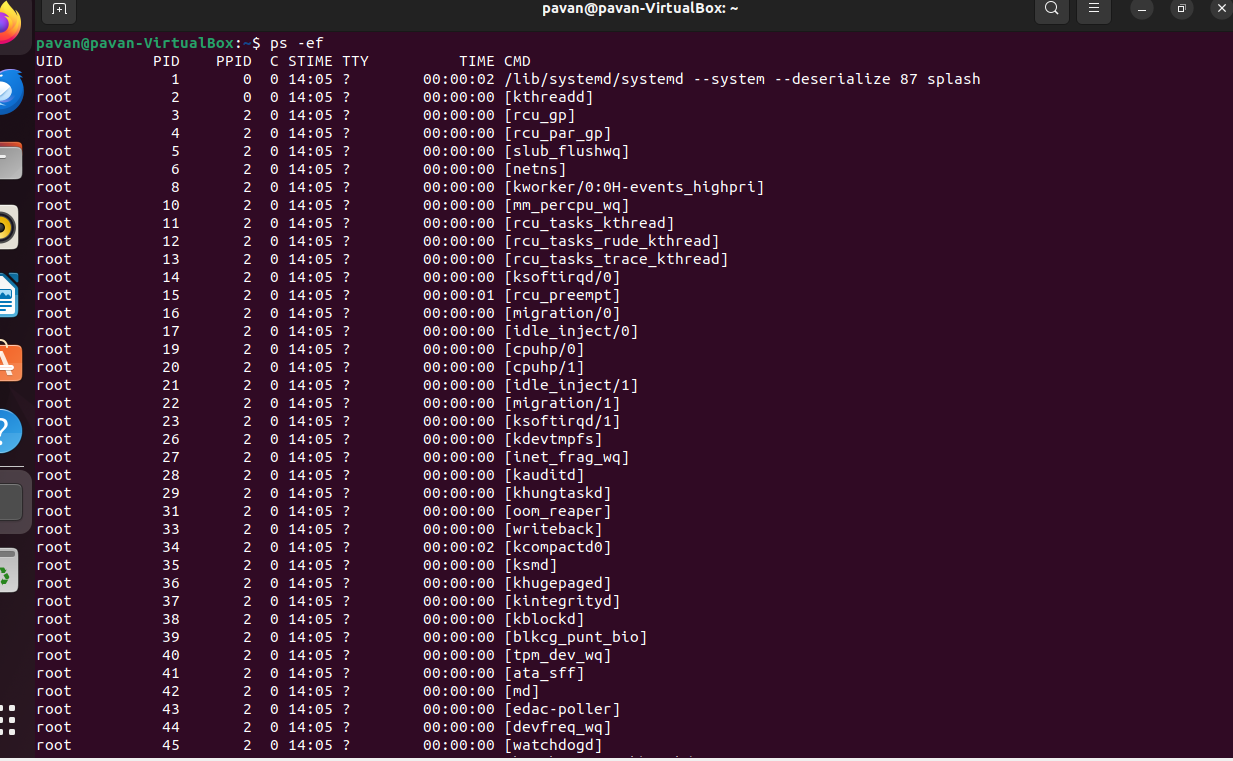 pavan@pavan-VirtualBox: ~
pavan@pavan-VirtualBox:~$ ps -ef
UID          PID    PPID  C STIME TTY          TIME CMD
root           1       0  0 14:05 ?        00:00:02 /lib/systemd/systemd --system --deserialize 87 splash
root           2       0  0 14:05 ?        00:00:00 [kthreadd]
root           3       2  0 14:05 ?        00:00:00 [rcu_gp]
root           4       2  0 14:05 ?        00:00:00 [rcu_par_gp]
root           5       2  0 14:05 ?        00:00:00 [slub_flushwq]
root           6       2  0 14:05 ?        00:00:00 [netns]
root           8       2  0 14:05 ?        00:00:00 [kworker/0:0H-events_highpri]
root          10       2  0 14:05 ?        00:00:00 [mm_percpu_wq]
root          11       2  0 14:05 ?        00:00:00 [rcu_tasks_kthread]
root          12       2  0 14:05 ?        00:00:00 [rcu_tasks_rude_kthread]
root          13       2  0 14:05 ?        00:00:00 [rcu_tasks_trace_kthread]
root          14       2  0 14:05 ?        00:00:00 [ksoftirqd/0]
root          15       2  0 14:05 ?        00:00:01 [rcu_preempt]
root          16       2  0 14:05 ?        00:00:00 [migration/0]
root          17       2  0 14:05 ?        00:00:00 [idle_inject/0]
root          19       2  0 14:05 ?        00:00:00 [cpuhp/0]
root          20       2  0 14:05 ?        00:00:00 [cpuhp/1]
root          21       2  0 14:05 ?        00:00:00 [idle_inject/1]
root          22       2  0 14:05 ?        00:00:00 [migration/1]
root          23       2  0 14:05 ?        00:00:00 [ksoftirqd/1]
root          26       2  0 14:05 ?        00:00:00 [kdevtmpfs]
root          27       2  0 14:05 ?        00:00:00 [inet_frag_wq]
root          28       2  0 14:05 ?        00:00:00 [kauditd]
root          29       2  0 14:05 ?        00:00:00 [khungtaskd]
root          31       2  0 14:05 ?        00:00:00 [oom_reaper]
root          33       2  0 14:05 ?        00:00:00 [writeback]
root          34       2  0 14:05 ?        00:00:02 [kcompactd0]
root          35       2  0 14:05 ?        00:00:00 [ksmd]
root          36       2  0 14:05 ?        00:00:00 [khugepaged]
root          37       2  0 14:05 ?        00:00:00 [kintegrityd]
root          38       2  0 14:05 ?        00:00:00 [kblockd]
root          39       2  0 14:05 ?        00:00:00 [blkcg_punt_bio]
root          40       2  0 14:05 ?        00:00:00 [tpm_dev_wq]
root          41       2  0 14:05 ?        00:00:00 [ata_sff]
root          42       2  0 14:05 ?        00:00:00 [md]
root          43       2  0 14:05 ?        00:00:00 [edac-poller]
root          44       2  0 14:05 ?        00:00:00 [devfreq_wq]
root          45       2  0 14:05 ?        00:00:00 [watchdogd]